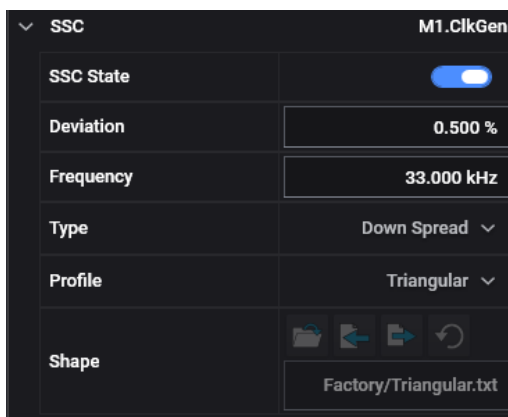 SSC M1.ClkGen
SSC State
Deviation 0.500 %
Frequency 33.000 kHz
Type Down Spread
Profile Triangular
Shape
Factory/Triangular.txt